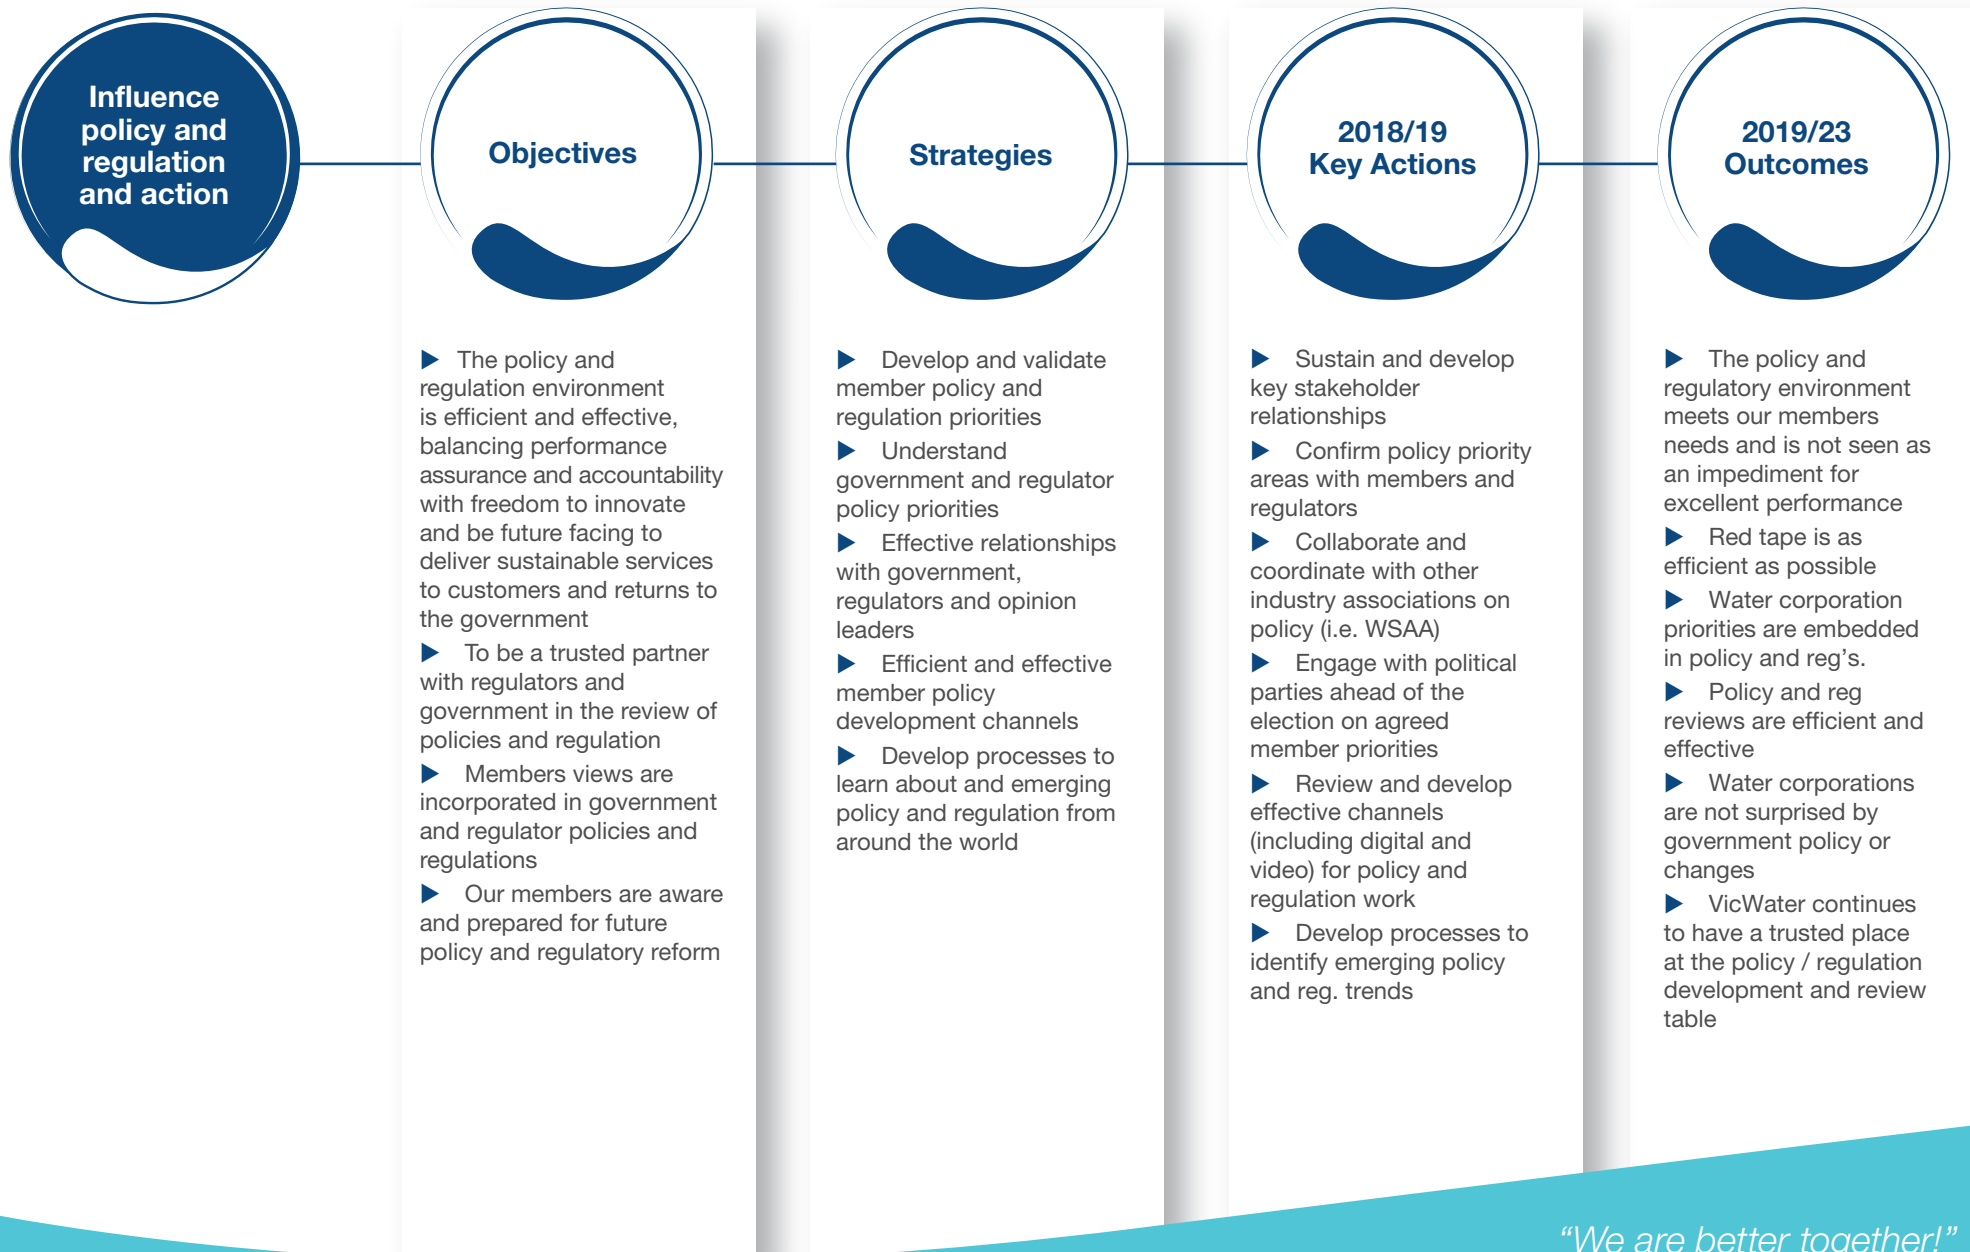 Influence
policy and
regulation
and action
Objectives
▶ The policy and
regulation environment
is efficient and effective,
balancing performance
assurance and accountability
with freedom to innovate
and be future facing to
deliver sustainable services
to customers and returns to
the government
▶ To be a trusted partner
with regulators and
government in the review of
policies and regulation
▶ Members views are
incorporated in government
and regulator policies and
regulations
▶ Our members are aware
and prepared for future
policy and regulatory reform
Strategies
▶ Develop and validate
member policy and
regulation priorities
▶ Understand
government and regulator
policy priorities
▶ Effective relationships
with government,
regulators and opinion
leaders
▶ Efficient and effective
member policy
development channels
▶ Develop processes to
learn about and emerging
policy and regulation from
around the world
2018/19
Key Actions
▶ Sustain and develop
key stakeholder
relationships
▶ Confirm policy priority
areas with members and
regulators
▶ Collaborate and
coordinate with other
industry associations on
policy (i.e. WSAA)
▶ Engage with political
parties ahead of the
election on agreed
member priorities
▶ Review and develop
effective channels
(including digital and
video) for policy and
regulation work
▶ Develop processes to
identify emerging policy
and reg. trends
2019/23
Outcomes
▶ The policy and
regulatory environment
meets our members
needs and is not seen as
an impediment for
excellent performance
▶ Red tape is as
efficient as possible
▶ Water corporation
priorities are embedded
in policy and reg’s.
▶ Policy and reg
reviews are efficient and
effective
▶ Water corporations
are not surprised by
government policy or
changes
▶ VicWater continues
to have a trusted place
at the policy / regulation
development and review
table
“We are better together!”